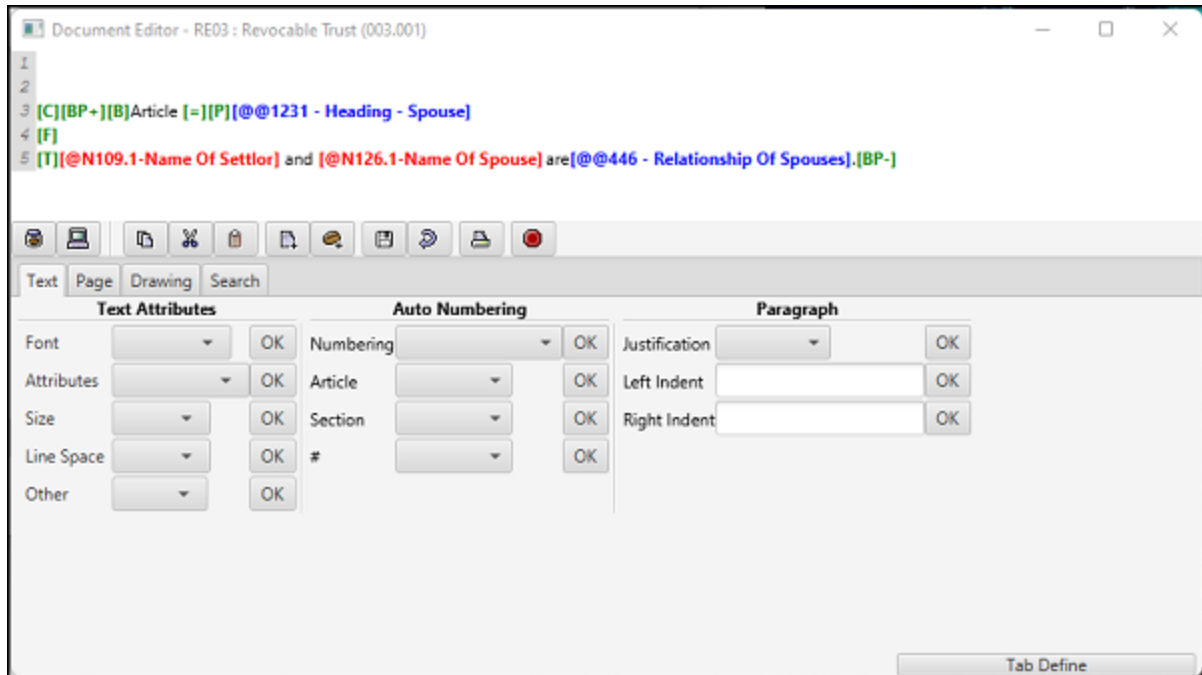 Document Editor - RE03 : Revocable Trust (003.001)
1
2
3 [C][BP+][B]Article [=][P][@@1231 - Heading - Spouse]
4 [F]
5 [T][@N109.1-Name Of Settlor] and [@N126.1-Name Of Spouse] are[@@446 - Relationship Of Spouses].[BP-]
Text Page Drawing Search
Text Attributes Auto Numbering Paragraph
Font OK Numbering OK Justification OK
Attributes OK Article OK Left Indent OK
Size OK Section OK Right Indent OK
Line Space OK # OK
Other OK
Tab Define